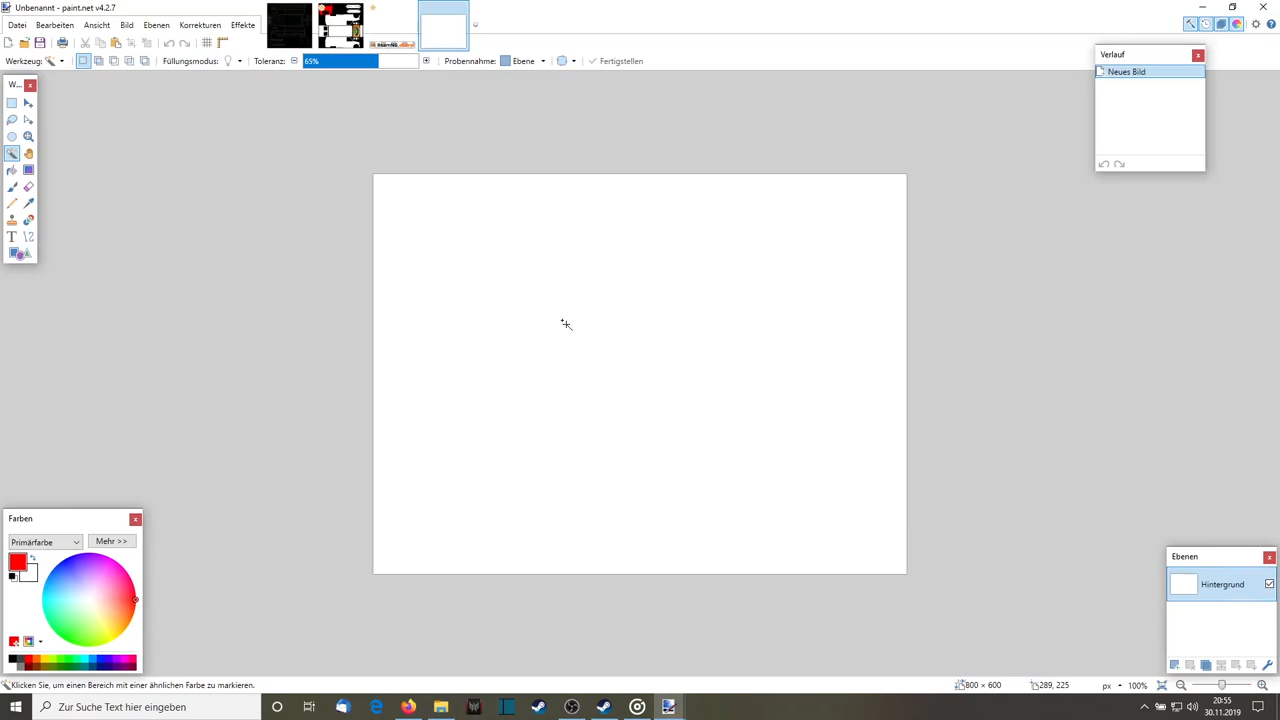 Unbenannt - paint.net v4.2.7
Datei Bearbeiten Ansicht Bild Ebenen Korrekturen Effekte
Werkzeug: Füllungsmodus: Toleranz: 65% Probennahme: Ebene Fertigstellen
Verlauf
Neues Bild
W...
Farben
Primärfarbe Mehr >>
Ebenen
Hintergrund
Klicken Sie, um einen Bereich mit einer ähnlichen Farbe zu markieren. 800 × 600 289, 225 px 100%
Zur Suche Text hier eingeben
20:55
30.11.2019